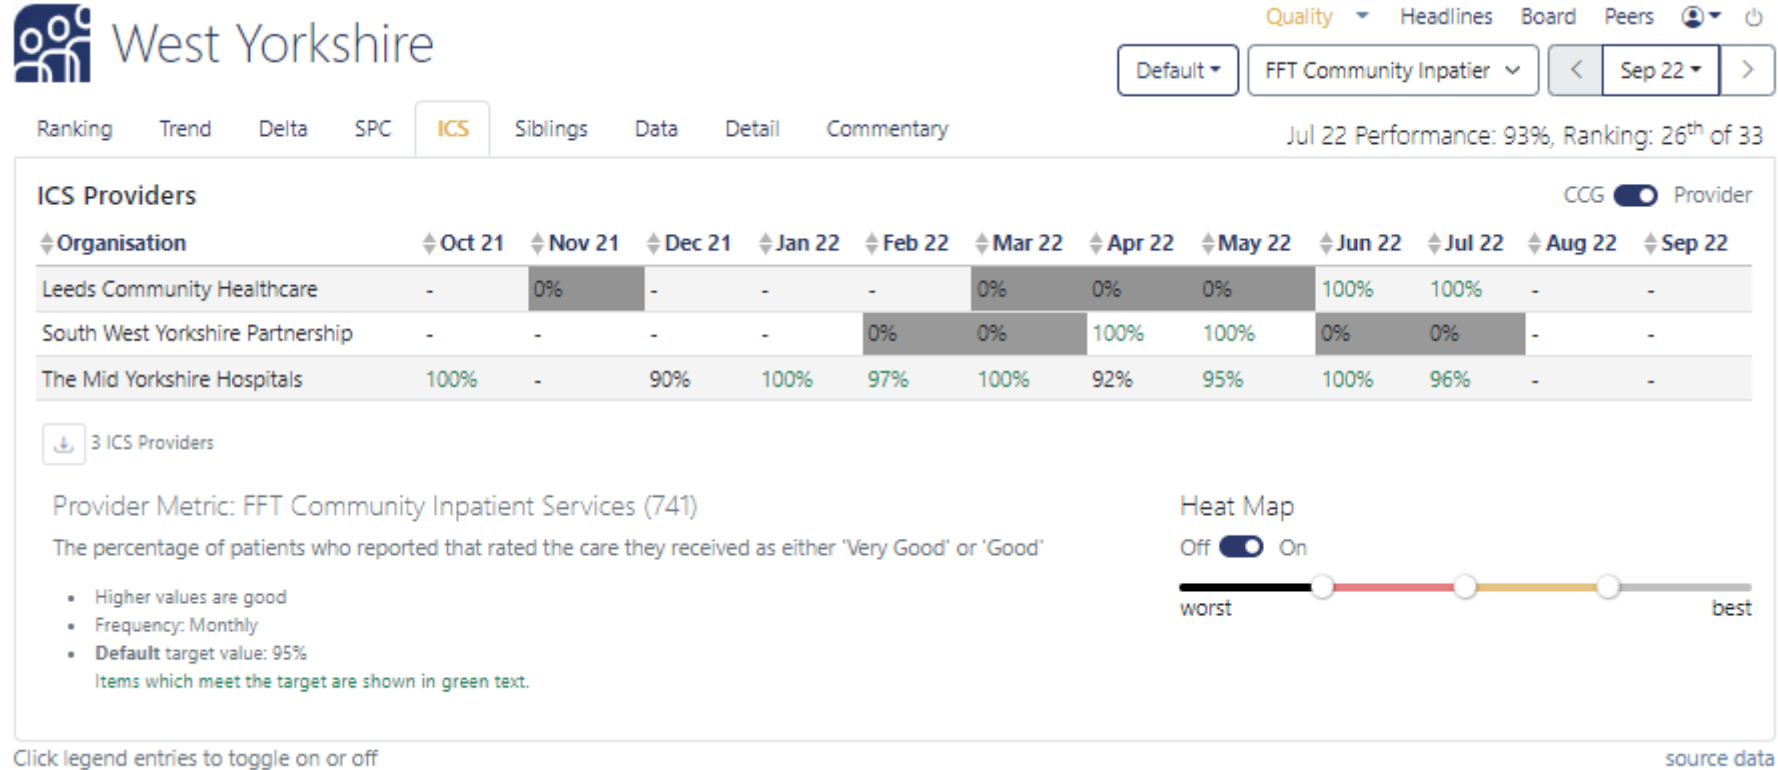 West Yorkshire
Quality Headlines Board Peers
Default FFT Community Inpatier Sep 22
Ranking Trend Delta SPC ICS Siblings Data Detail Commentary
Jul 22 Performance: 93%, Ranking: 26th of 33
ICS Providers
CCG Provider
Organisation Oct 21 Nov 21 Dec 21 Jan 22 Feb 22 Mar 22 Apr 22 May 22 Jun 22 Jul 22 Aug 22 Sep 22
Leeds Community Healthcare - 0% - - - 0% 0% 0% 100% 100% - -
South West Yorkshire Partnership - - - - 0% 0% 100% 100% 0% 0% - -
The Mid Yorkshire Hospitals 100% - 90% 100% 97% 100% 92% 95% 100% 96% - -
3 ICS Providers
Provider Metric: FFT Community Inpatient Services (741)
The percentage of patients who reported that rated the care they received as either 'Very Good' or 'Good'
• Higher values are good
• Frequency: Monthly
• Default target value: 95%
Items which meet the target are shown in green text.
Heat Map
Off On
worst best
Click legend entries to toggle on or off
source data